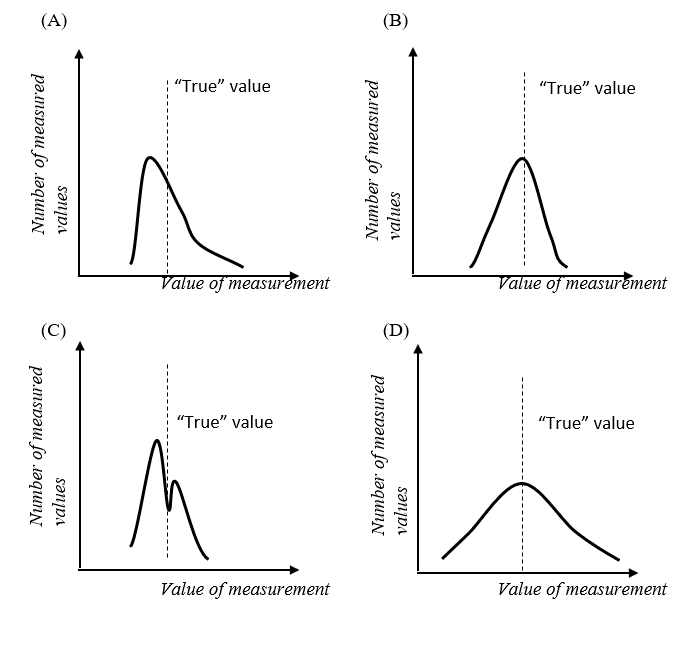 (A)
"True" value
Number of measured
values
Value of measurement
(B)
"True" value
Number of measured
values
Value of measurement
(C)
"True" value
Number of measured
values
Value of measurement
(D)
"True" value
Number of measured
values
Value of measurement